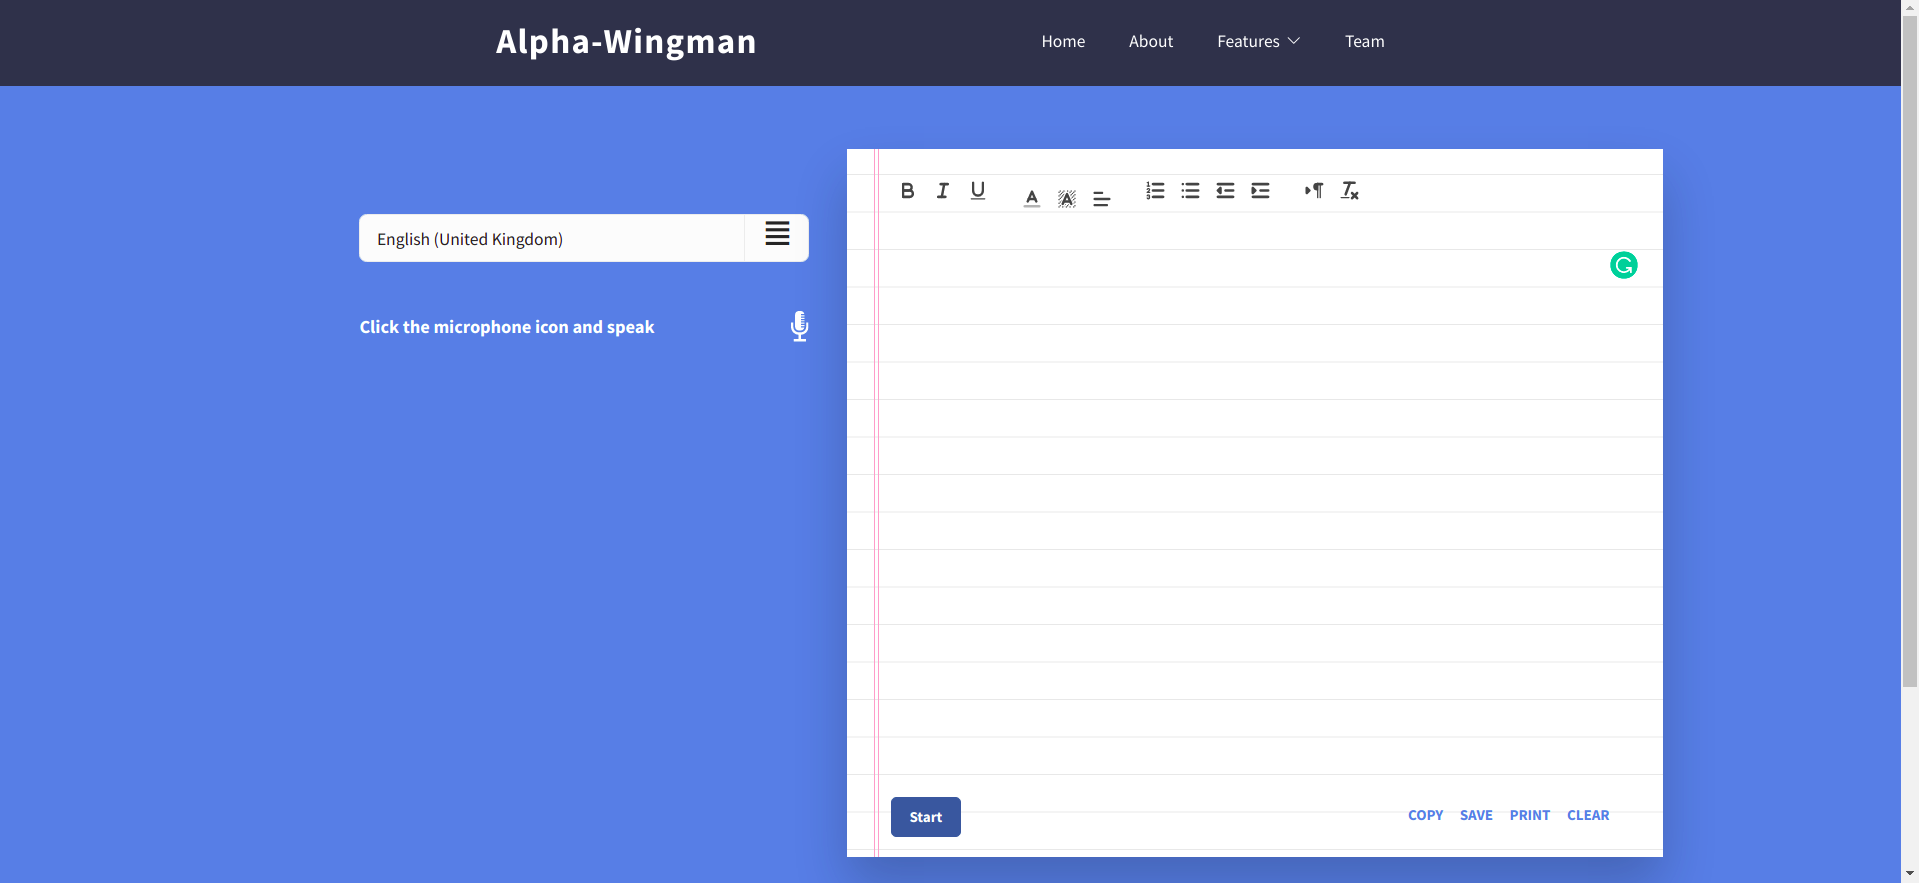 Alpha-Wingman
Home About Features Team
English (United Kingdom)
Click the microphone icon and speak
Start
COPY SAVE PRINT CLEAR